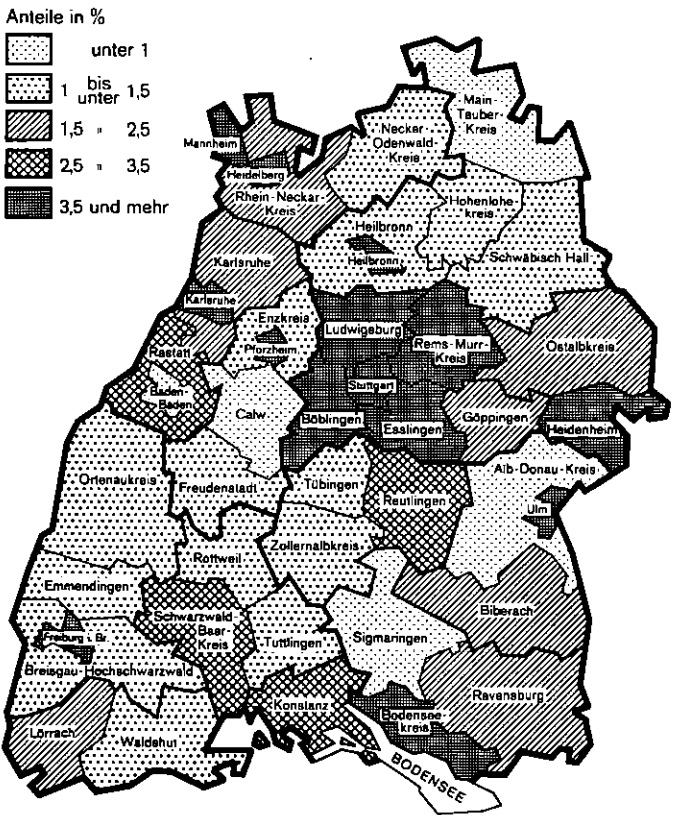 Anteile in %
unter 1
1 bis unter 1,5
1,5 " 2,5
2,5 " 3,5
3,5 und mehr
Main-
Tauber-
Kreis
Neckar-
Odenwald
Kreis
Mannheim
Heidelberg
Rhein-Neckar-
Kreis
Hohenlohe-
kreis
Heilbronn
Heilbronn
Schwäbisch Hall
Karlsruhe
Karlsruhe
Enzkreis
Ludwigsburg
Rems-Murr-
Kreis
Ostalbkreis
Rastatt
Pforzheim
Baden-
Baden
Calw
Stuttgart
Böblingen
Esslingen
Göppingen
Heidenheim
Alb-Donau-Kreis
Ortenaukreis
Freudenstadt
Tübingen
Reutlingen
Ulm
Rottweil
Zollernalbkreis
Emmendingen
Schwarzwald-
Baar-
Kreis
Biberach
Freiburg i. Br.
Tuttlingen
Sigmaringen
Breisgau-Hochschwarzwald
Konstanz
Bodensee-
kreis
Ravensburg
Lörrach
Waldshut
BODENSEE